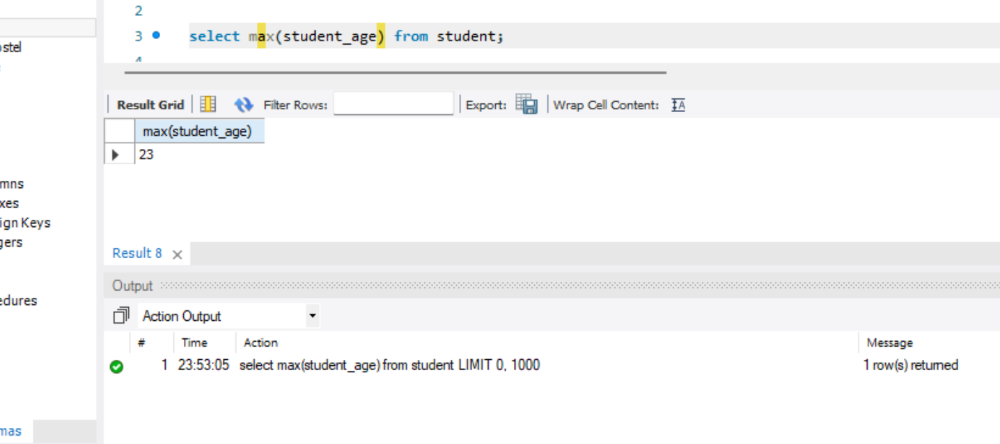 2
3 select max(student_age) from student;
4
stel
Result Grid Filter Rows: Export: Wrap Cell Content:
max(student_age)
23
mns
xes
ign Keys
gers
edures
mas
Result 8
Output
Action Output
# Time Action Message
1 23:53:05 select max(student_age) from student LIMIT 0, 1000 1 row(s) returned